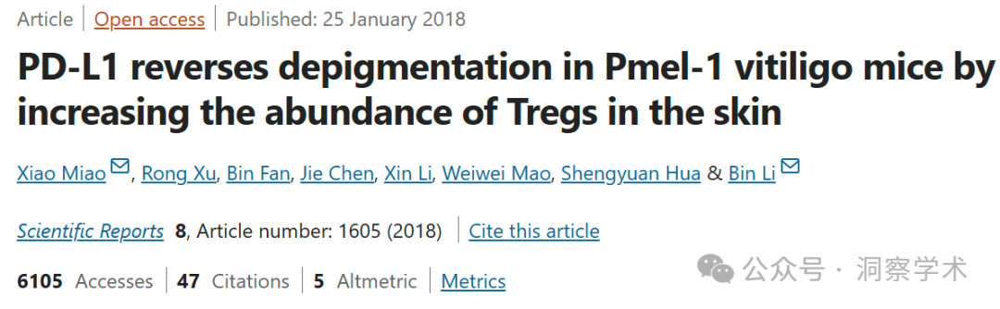 Article Open access Published: 25 January 2018
PD-L1 reverses depigmentation in Pmel-1 vitiligo mice by
increasing the abundance of Tregs in the skin
Xiao Miao, Rong Xu, Bin Fan, Jie Chen, Xin Li, Weiwei Mao, Shengyuan Hua & Bin Li
Scientific Reports 8, Article number: 1605 (2018) Cite this article
6105 Accesses 47 Citations 5 Altmetric Metrics
公众号 · 洞察学术